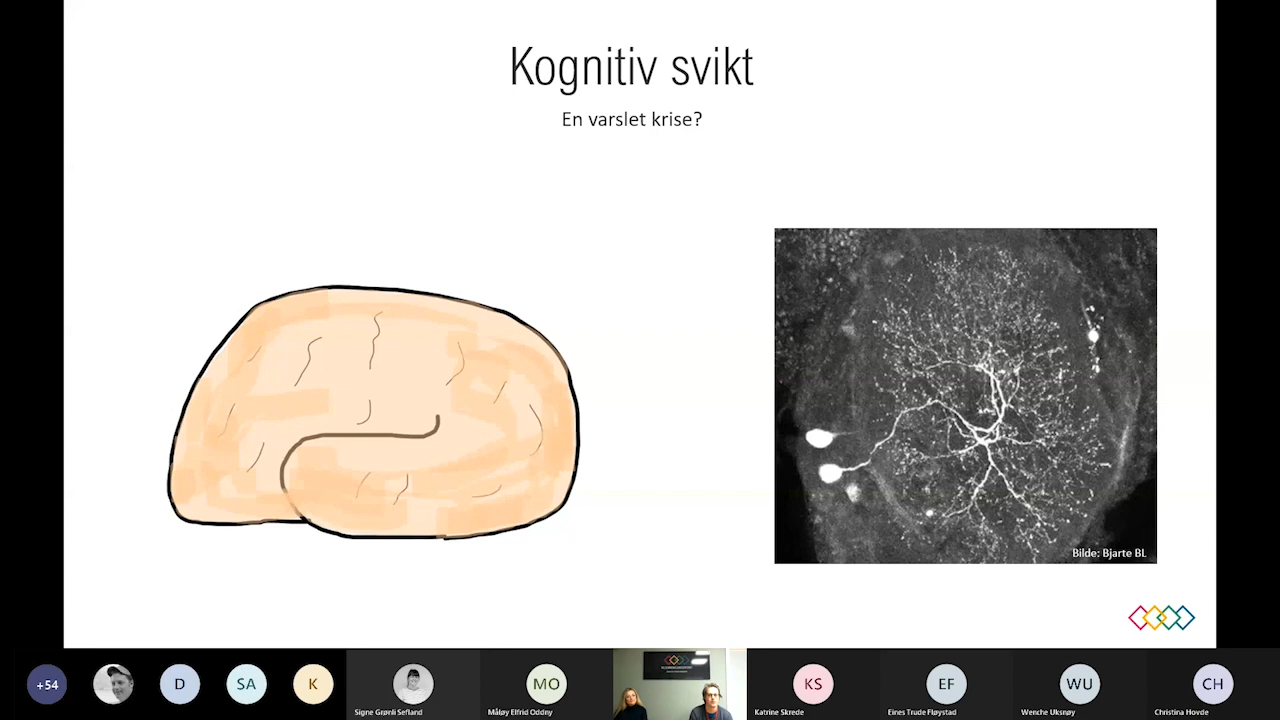 Kognitiv svikt
En varslet krise?
Bilde: Bjarte BL
+54
D
SA
K
Signe Grønli Sefland
MO
Måløy Elfrid Oddny
KS
Katrine Skrede
EF
Eines Trude Fløystad
WU
Wenche Uksnøy
CH
Christina Hovde